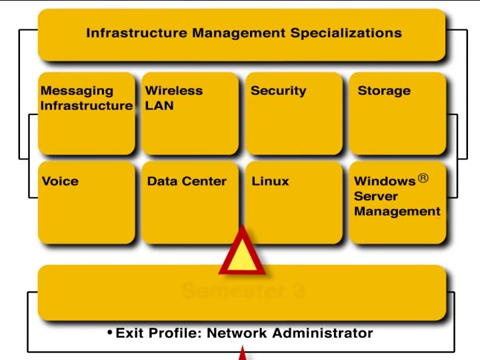 Infrastructure Management Specializations
Messaging
Infrastructure
Wireless
LAN
Security
Storage
Voice
Data Center
Linux
Windows®
Server
Management
Semester 3
• Exit Profile: Network Administrator